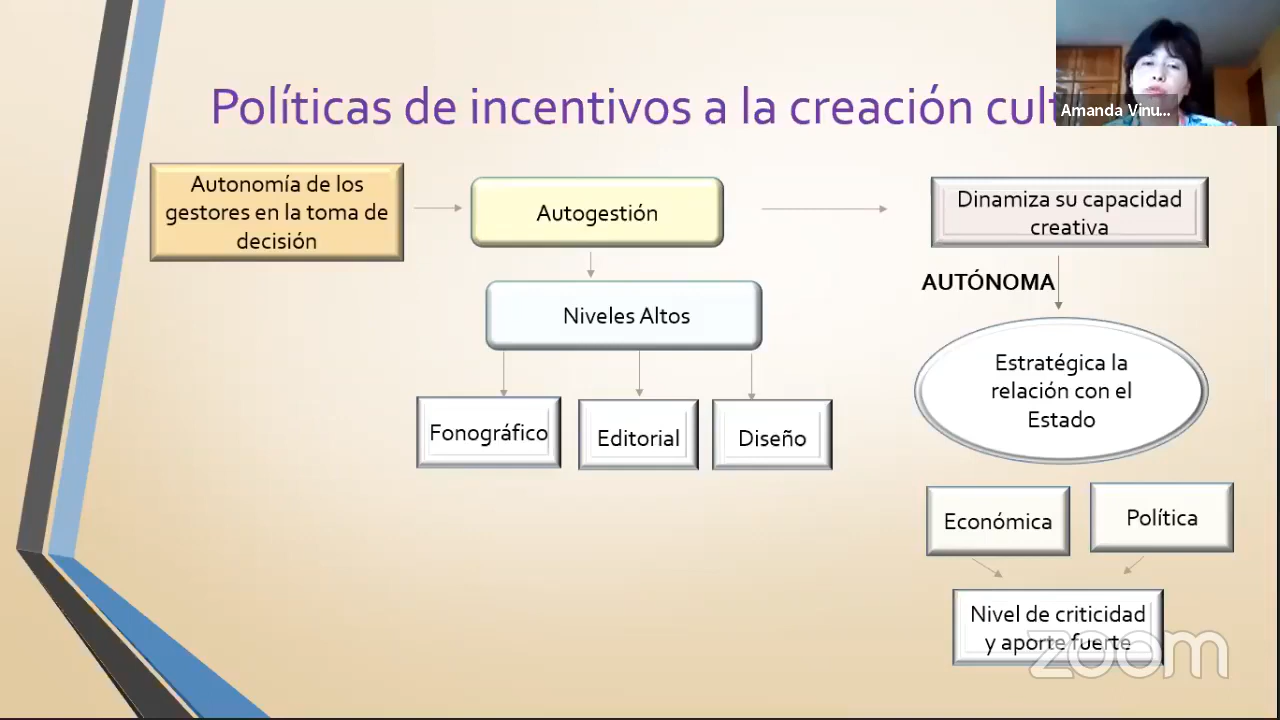 Políticas de incentivos a la creación
Amanda Vinu...
Autonomía de los
gestores en la toma de
decisión
Autogestión
Dinamiza su capacidad
creativa
AUTÓNOMA
Niveles Altos
Estratégica la
relación con el
Estado
Fonográfico
Editorial
Diseño
Económica
Política
Nivel de criticidad
y aporte fuerte
zoom